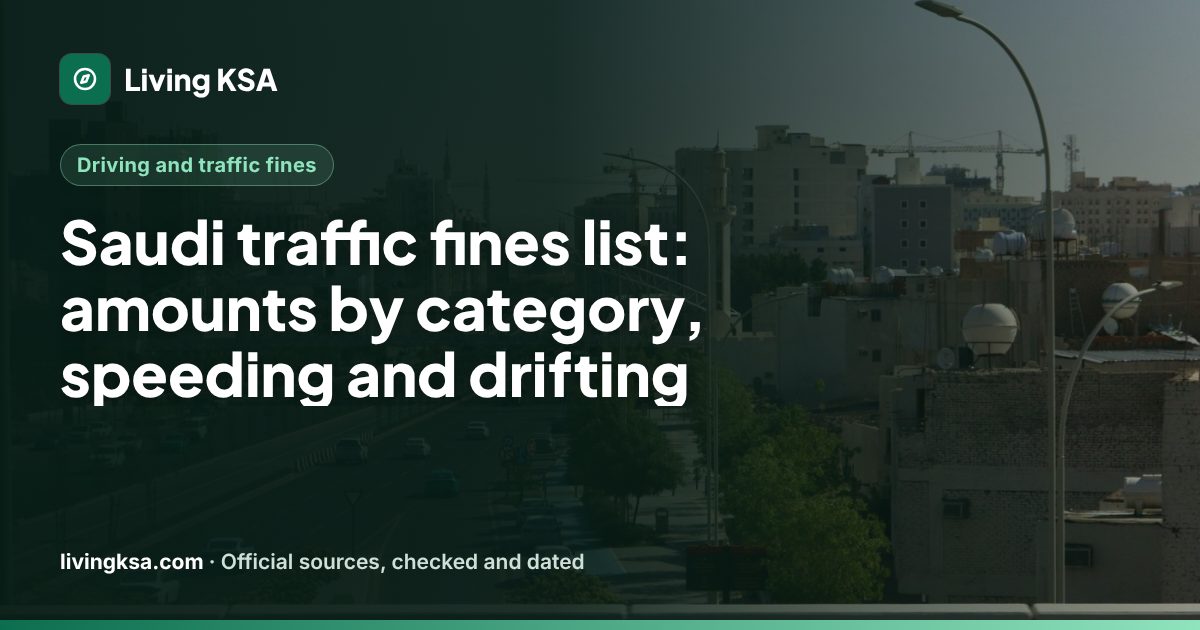 Living KSA
Driving and traffic fines
Saudi traffic fines list:
amounts by category,
speeding and drifting
livingksa.com · Official sources, checked and dated